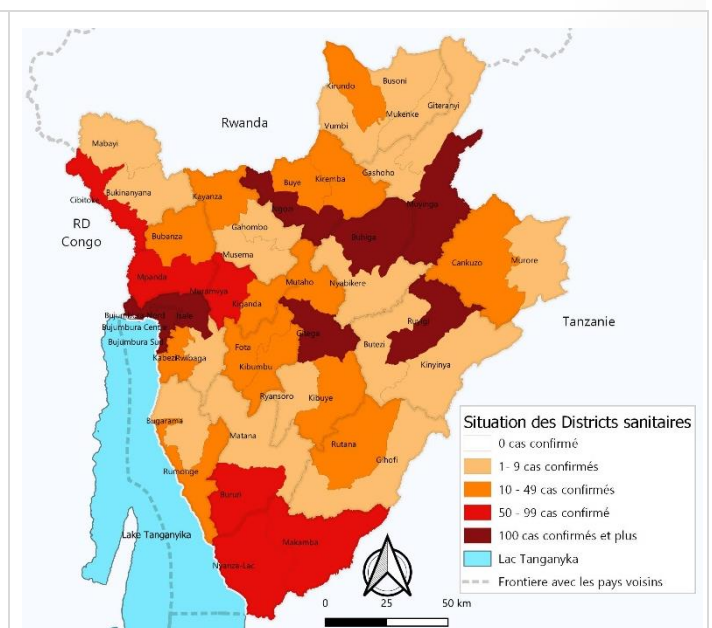 Kirundo
Busoni
Giteranyi
Mukenke
Rwanda
Vumbi
Mabayi
Gashoho
Buye
Kiremba
Bukinanyana
Kayanza
Cibitoke
Muyinga
RD
Congo
Gahombo
Buhiga
Bubanza
Musema
Cankuzo
Murore
Mpanda
Mutaho
Nyabikere
Kiganda
Ruyigi
Tanzanie
Gitega
Bujumbura Centre
Bujumbura Sud
Fota
Butezi
Kabezi
Rwibaga
Kibumbu
Kinyinya
Ryansoro
Kibuye
Bugarama
Matana
Rutana
Gihofi
Rumonge
Bururi
Lake Tanganyika
Makamba
Nyanza-Lac
Situation des Districts sanitaires
0 cas confirmé
1- 9 cas confirmés
10 - 49 cas confirmés
50 - 99 cas confirmé
100 cas confirmés et plus
Lac Tanganyka
Frontiere avec les pays voisins
0 25 50 km